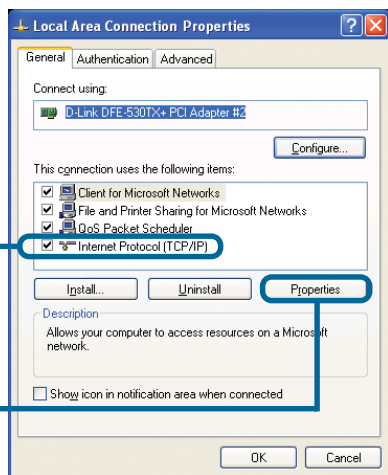 Local Area Connection Properties
General Authentication Advanced
Connect using:
D-Link DFE-530TX+ PCI Adapter #2
Configure...
This connection uses the following items:
Client for Microsoft Networks
File and Printer Sharing for Microsoft Networks
QoS Packet Scheduler
Internet Protocol (TCP/IP)
Install... Uninstall Properties
Description
Allows your computer to access resources on a Microsoft
network.
Show icon in notification area when connected
OK Cancel